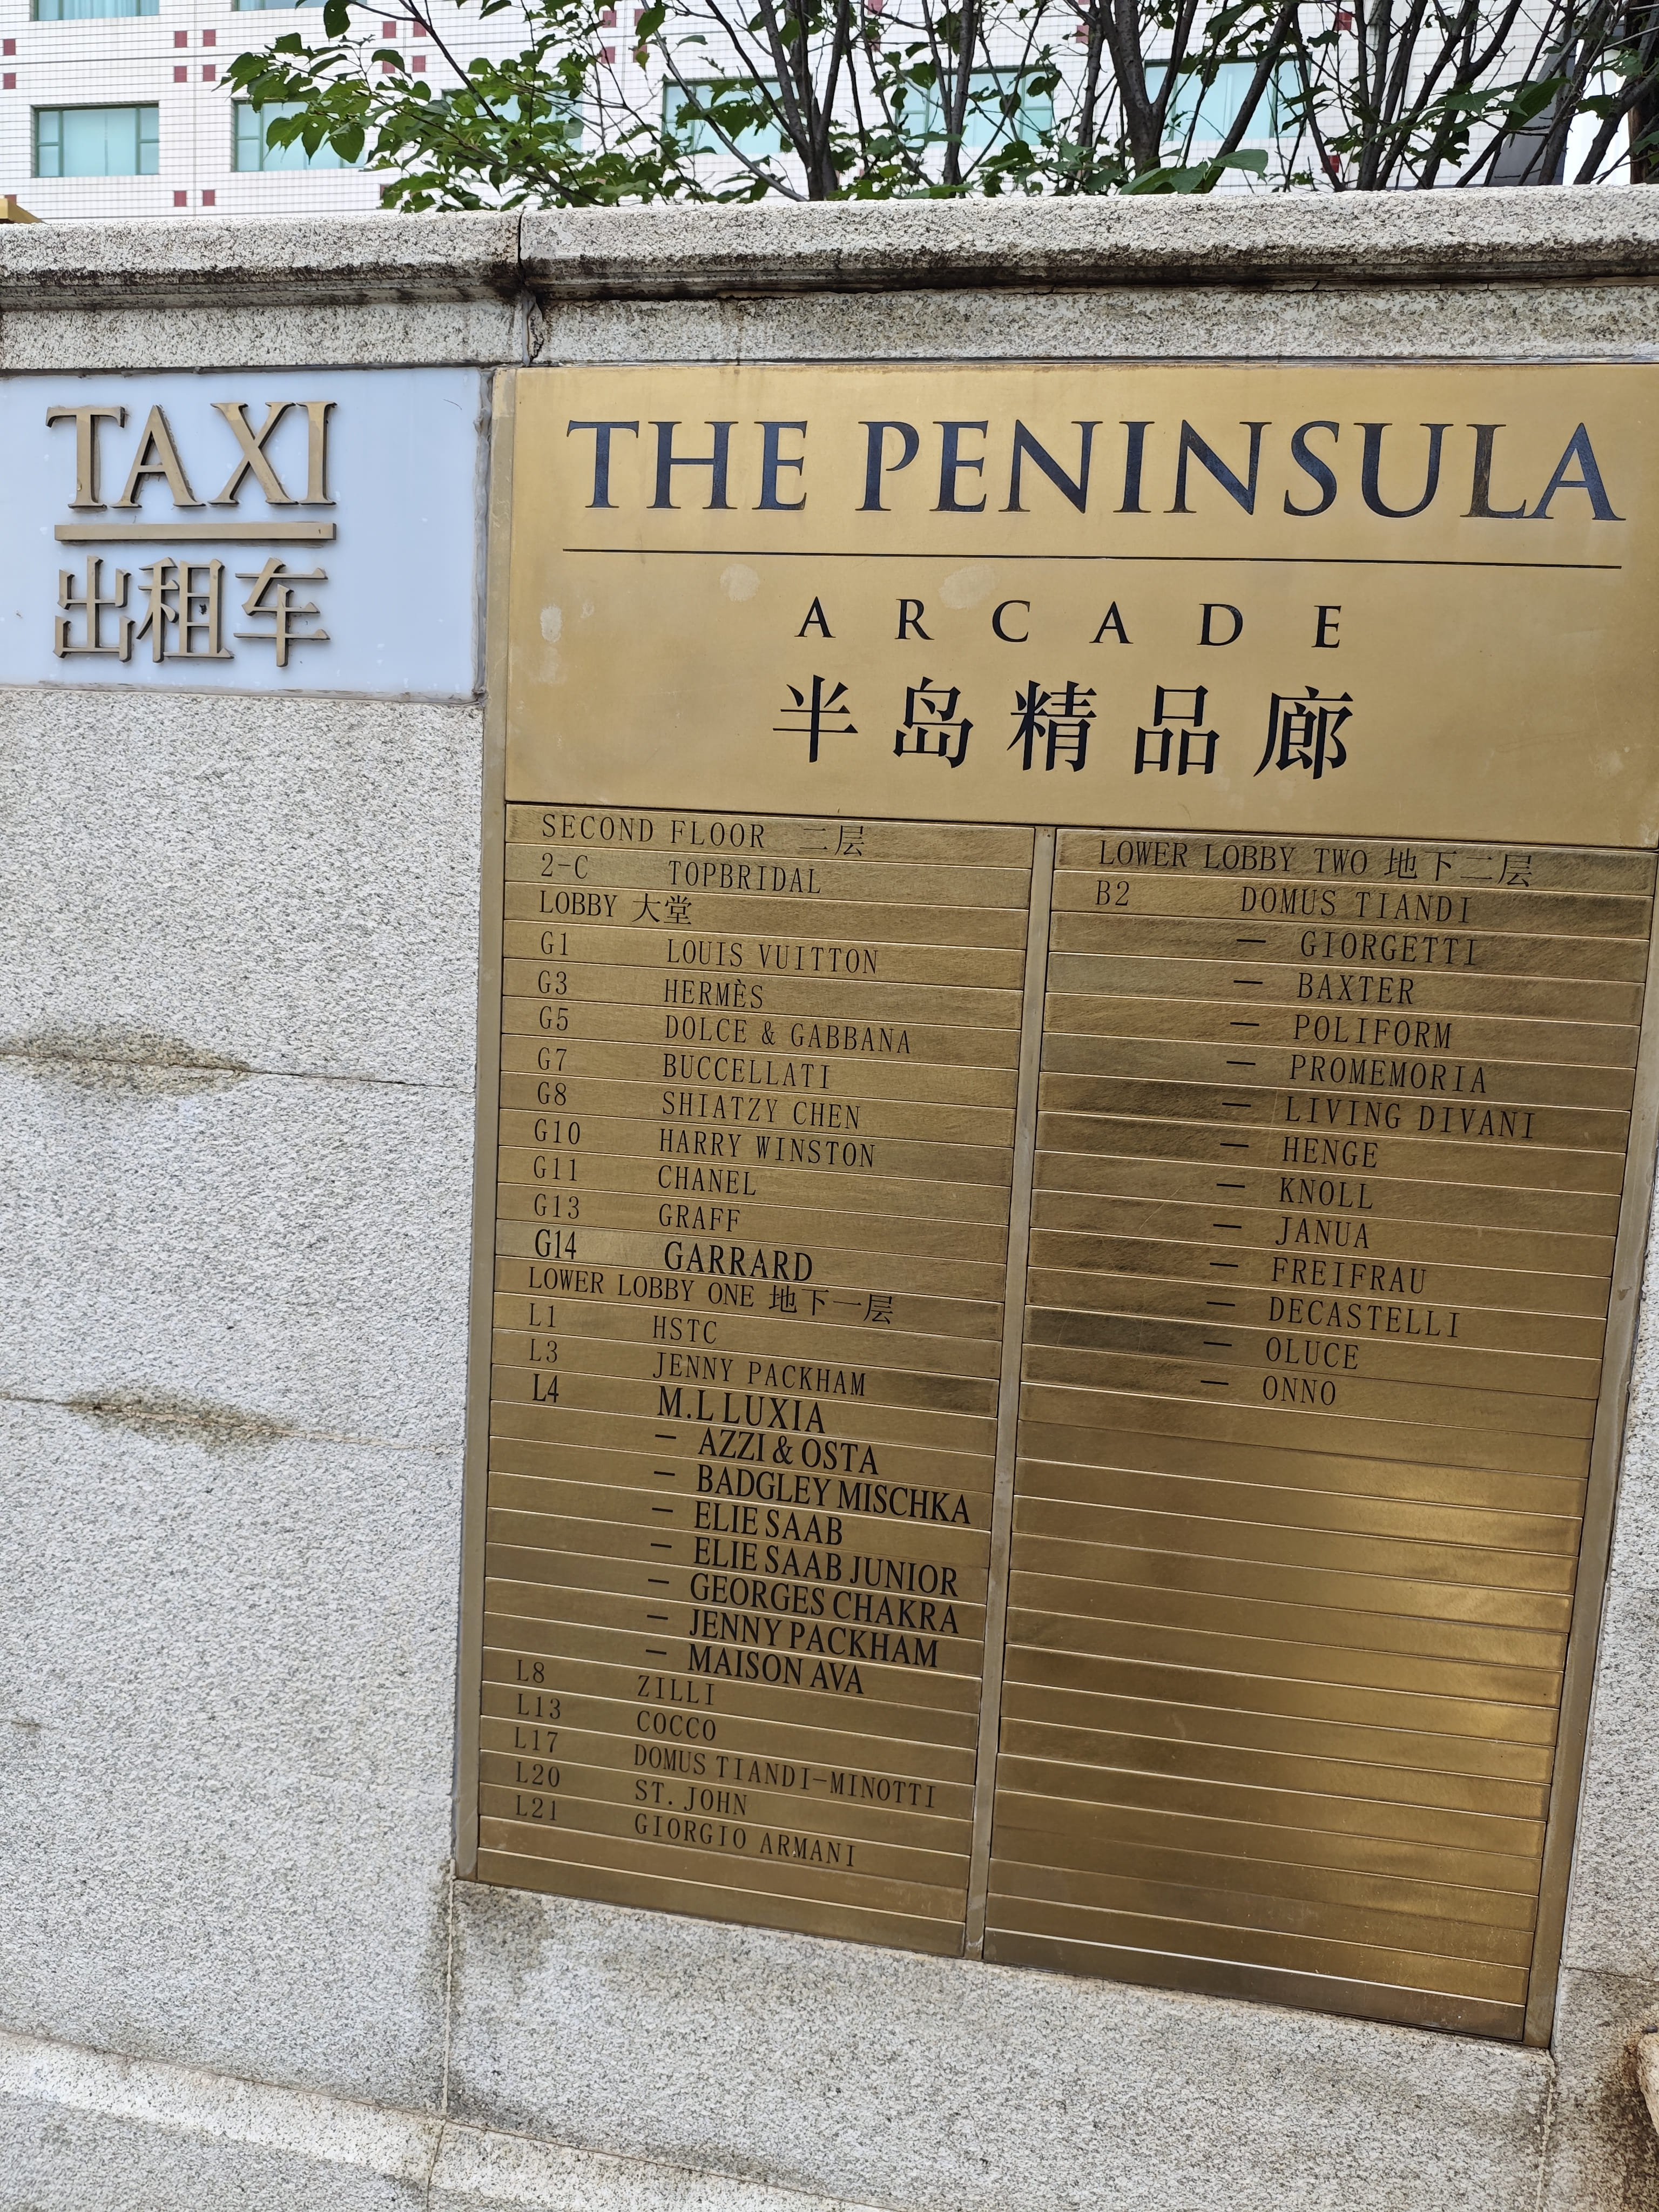 TAXI
出租车
THE PENINSULA
ARCADE
半岛精品廊
SECOND FLOOR 二层
2-C TOPBRIDAL
LOBBY 大堂
G1 LOUIS VUITTON
G3 HERMÈS
G5 DOLCE & GABBANA
G7 BUCCELLATI
G8 SHIATZY CHEN
G10 HARRY WINSTON
G11 CHANEL
G13 GRAFF
G14 GARRARD
LOWER LOBBY ONE 地下一层
L1 HSTC
L3 JENNY PACKHAM
L4 M.L LUXIA
— AZZI & OSTA
— BADGLEY MISCHKA
— ELIE SAAB
— ELIE SAAB JUNIOR
— GEORGES CHAKRA
— JENNY PACKHAM
— MAISON AVA
L8 ZILLI
L13 COCCO
L17 DOMUS TIANDI-MINOTTI
L20 ST. JOHN
L21 GIORGIO ARMANI
LOWER LOBBY TWO 地下二层
B2 DOMUS TIANDI
— GIORGETTI
— BAXTER
— POLIFORM
— PROMEMORIA
— LIVING DIVANI
— HENGE
— KNOLL
— JANUA
— FREIFRAU
— DECASTELLI
— OLUCE
— ONNO